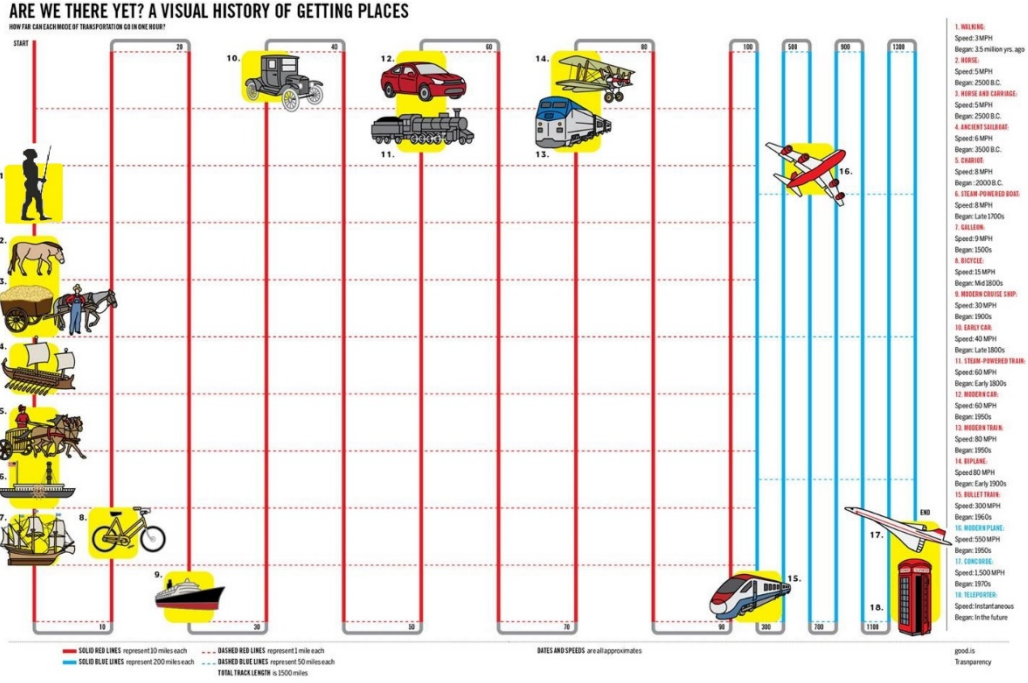 ARE WE THERE YET? A VISUAL HISTORY OF GETTING PLACES
HOW FAR CAN EACH MODE OF TRANSPORTATION GO IN ONE HOUR?
START
20
40
60
80
100
500
900
1300
10.
12.
14.
11.
13.
1
16.
2.
3.
4.
5.
6.
7.
8.
9.
15.
END
17.
18.
10
30
50
70
90
300
700
1100
1. WALKING:
Speed: 3 MPH
Began: 3.5 million yrs. ago
2. HORSE:
Speed: 5 MPH
Began: 2500 B.C.
3. HORSE AND CARRIAGE:
Speed: 5 MPH
Began: 2500 B.C.
4. ANCIENT SAILBOAT:
Speed: 6 MPH
Began: 3500 B.C.
5. CHARIOT:
Speed: 8 MPH
Began : 2000 B.C.
6. STEAM-POWERED BOAT:
Speed: 8 MPH
Began: Late 1700s
7. GALLEON:
Speed: 9 MPH
Began: 1500s
8. BICYCLE:
Speed: 15 MPH
Began: Mid 1800s
9. MODERN CRUISE SHIP:
Speed: 30 MPH
Began: 1900s
10. EARLY CAR:
Speed: 40 MPH
Began: Late 1800s
11. STEAM-POWERED TRAIN:
Speed: 60 MPH
Began: Early 1800s
12. MODERN CAR:
Speed: 60 MPH
Began: 1950s
13. MODERN TRAIN:
Speed: 80 MPH
Began: 1950s
14. BIPLANE:
Speed 80 MPH
Began: Early 1900s
15. BULLET TRAIN:
Speed: 300 MPH
Began: 1960s
16. MODERN PLANE:
Speed: 550 MPH
Began: 1950s
17. CONCORDE:
Speed: 1,500 MPH
Began: 1970s
18. TELEPORTER:
Speed: Instantaneous
Began: In the future
SOLID RED LINES represent 10 miles each
SOLID BLUE LINES represent 200 miles each
DASHED RED LINES represent 1 mile each
DASHED BLUE LINES represent 50 miles each
TOTAL TRACK LENGTH is 1500 miles
DATES AND SPEEDS are all approximates
good.is
Trasnparency